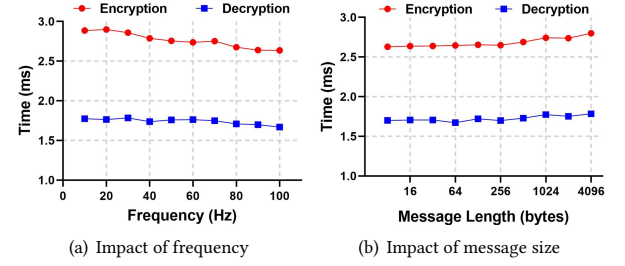 Encryption Decryption
3.0
2.5
2.0
1.5
1.0
Time (ms)
0 20 40 60 80 100
Frequency (Hz)
(a) Impact of frequency
Encryption Decryption
3.0
2.5
2.0
1.5
1.0
Time (ms)
16 64 256 1024 4096
Message Length (bytes)
(b) Impact of message size